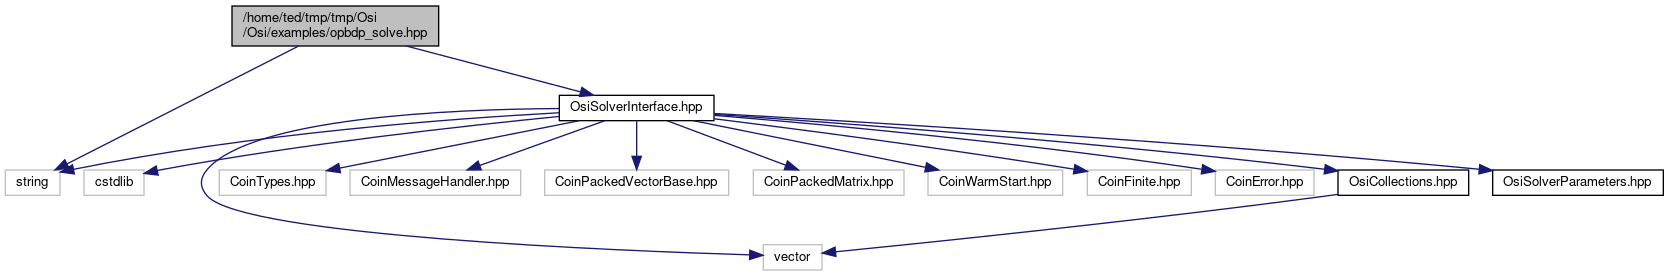 /home/ted/tmp/tmp/Osi
/Osi/examples/opbdp_solve.hpp
OsiSolverInterface.hpp
string
cstdlib
CoinTypes.hpp
CoinMessageHandler.hpp
CoinPackedVectorBase.hpp
CoinPackedMatrix.hpp
CoinWarmStart.hpp
CoinFinite.hpp
CoinError.hpp
OsiCollections.hpp
OsiSolverParameters.hpp
vector